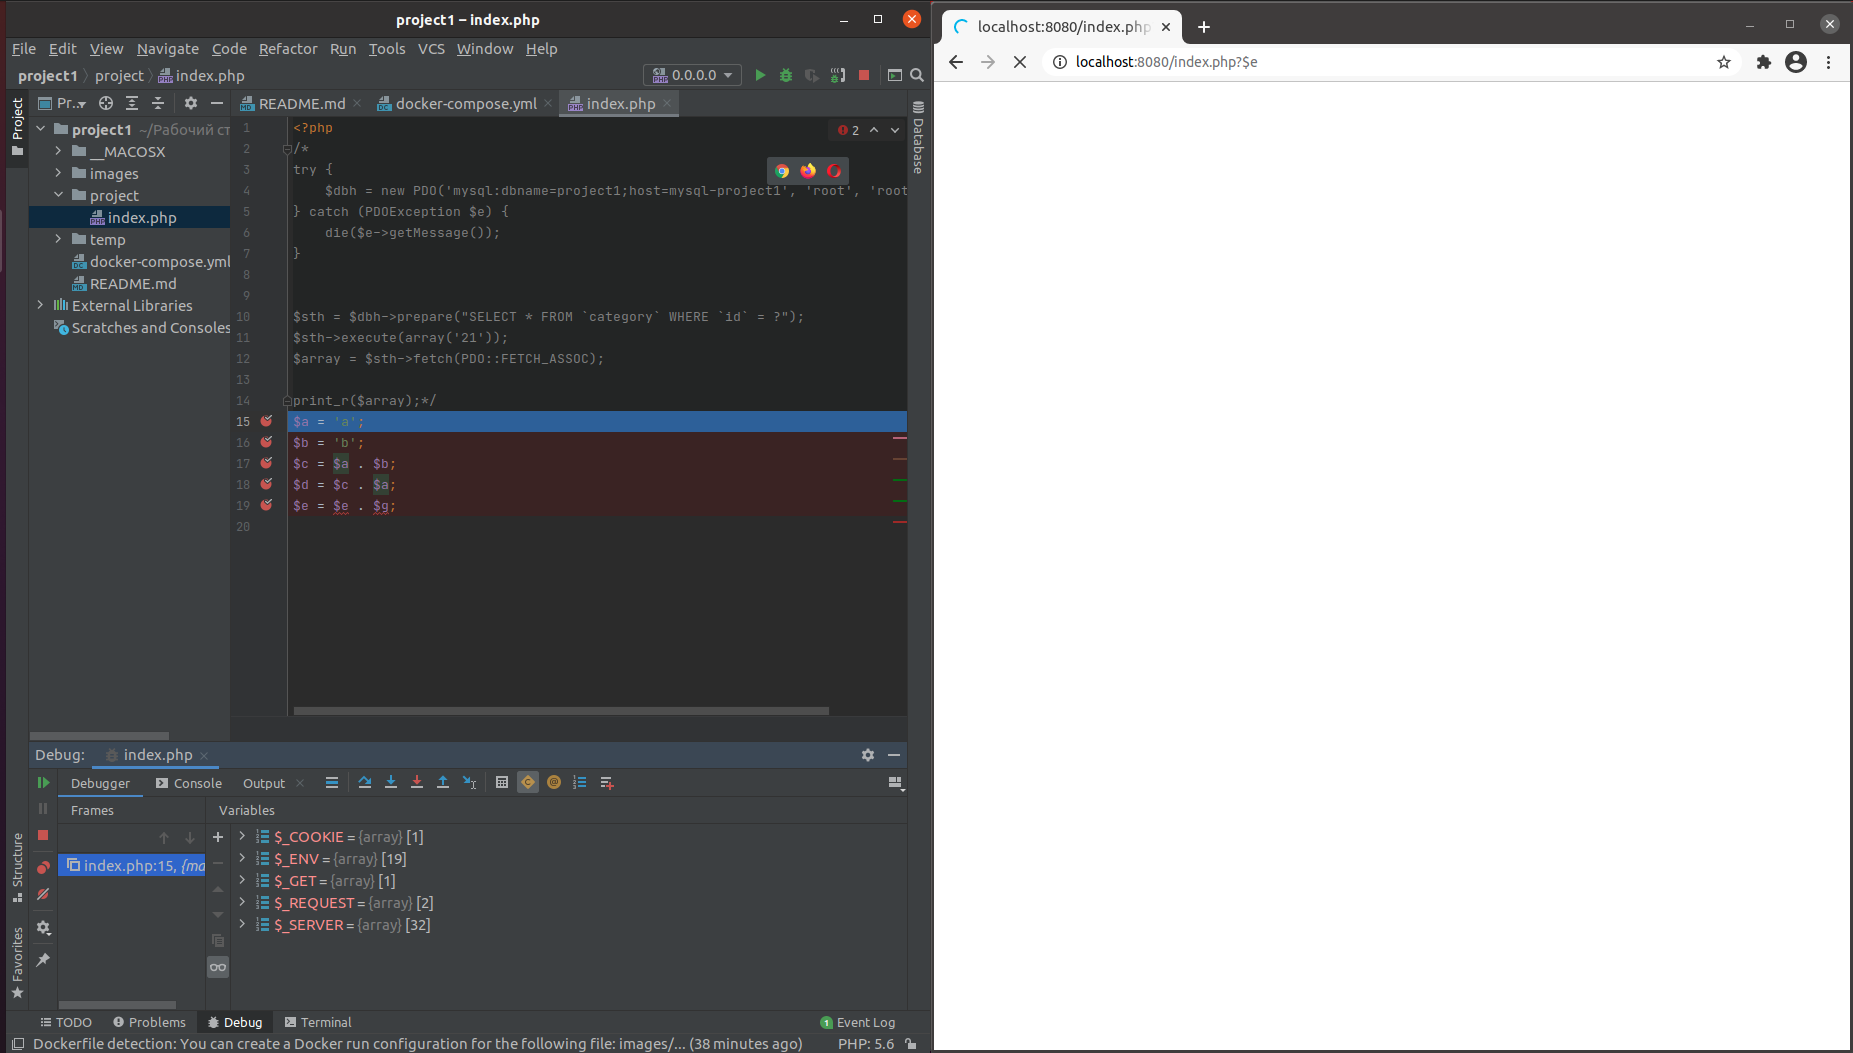 project1 – index.php
File Edit View Navigate Code Refactor Run Tools VCS Window Help
project1 project index.php
0.0.0.0
Project
Pr...
project1 ~/Рабочий ст
__MACOSX
images
project
index.php
temp
docker-compose.yml
README.md
External Libraries
Scratches and Consoles
README.md docker-compose.yml index.php
Database
2
1 <?php
2 /*
3 try {
4 $dbh = new PDO('mysql:dbname=project1;host=mysql-project1', 'root', 'root
5 } catch (PDOException $e) {
6 die($e->getMessage());
7 }
8
9
10 $sth = $dbh->prepare("SELECT * FROM `category` WHERE `id` = ?");
11 $sth->execute(array('21'));
12 $array = $sth->fetch(PDO::FETCH_ASSOC);
13
14 print_r($array);*/
15 $a = 'a';
16 $b = 'b';
17 $c = $a . $b;
18 $d = $c . $a;
19 $e = $e . $g;
20
Debug: index.php
Debugger Console Output
Frames Variables
index.php:15, {ma
$_COOKIE = {array} [1]
$_ENV = {array} [19]
$_GET = {array} [1]
$_REQUEST = {array} [2]
$_SERVER = {array} [32]
Structure
Favorites
TODO Problems Debug Terminal
1 Event Log
Dockerfile detection: You can create a Docker run configuration for the following file: images/... (38 minutes ago)
PHP: 5.6
localhost:8080/index.php
localhost:8080/index.php?$e